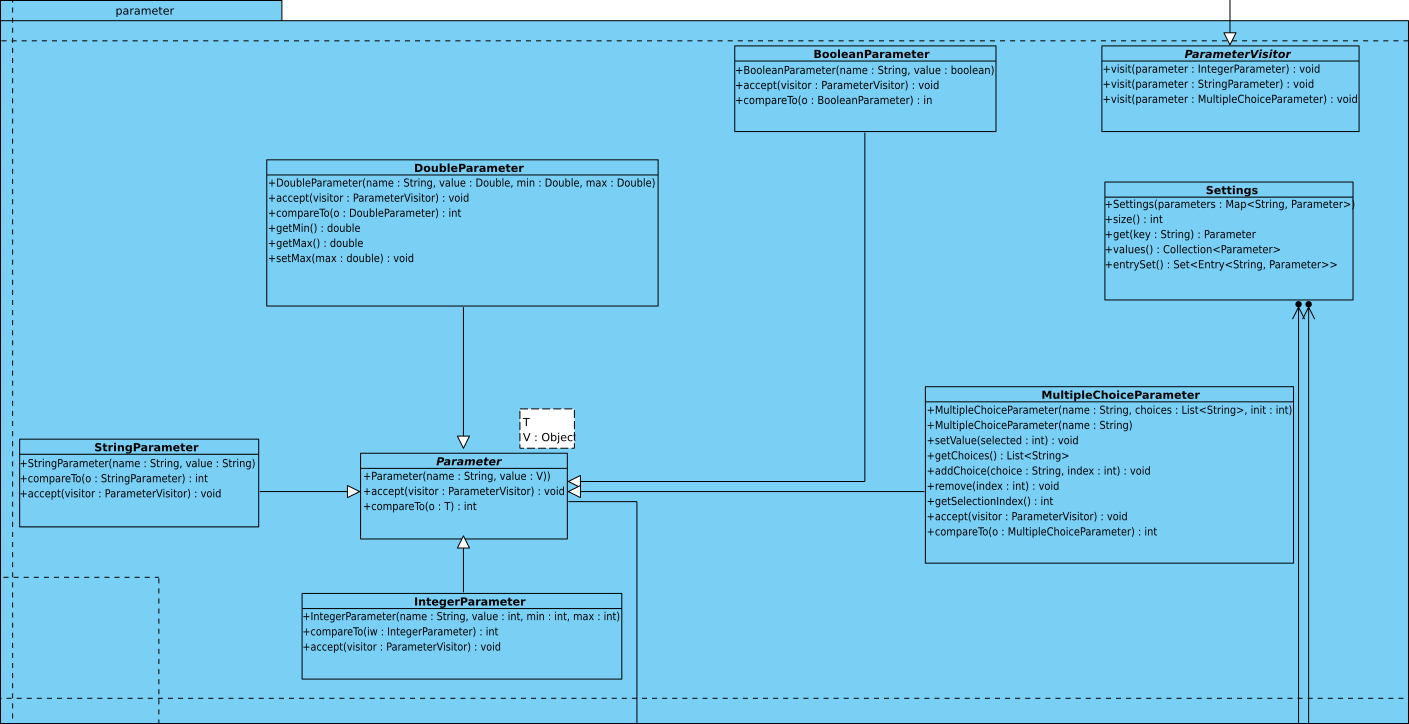 parameter
BooleanParameter
+BooleanParameter(name : String, value : boolean)
+accept(visitor : ParameterVisitor) : void
+compareTo(o : BooleanParameter) : in
ParameterVisitor
+visit(parameter : IntegerParameter) : void
+visit(parameter : StringParameter) : void
+visit(parameter : MultipleChoiceParameter) : void
DoubleParameter
+DoubleParameter(name : String, value : Double, min : Double, max : Double)
+accept(visitor : ParameterVisitor) : void
+compareTo(o : DoubleParameter) : int
+getMin() : double
+getMax() : double
+setMax(max : double) : void
Settings
+Settings(parameters : Map<String, Parameter>)
+size() : int
+get(key : String) : Parameter
+values() : Collection<Parameter>
+entrySet() : Set<Entry<String, Parameter>>
MultipleChoiceParameter
+MultipleChoiceParameter(name : String, choices : List<String>, init : int)
+MultipleChoiceParameter(name : String)
+setValue(selected : int) : void
+getChoices() : List<String>
+addChoice(choice : String, index : int) : void
+remove(index : int) : void
+getSelectionIndex() : int
+accept(visitor : ParameterVisitor) : void
+compareTo(o : MultipleChoiceParameter) : int
T
V : Object
StringParameter
+StringParameter(name : String, value : String)
+compareTo(o : StringParameter) : int
+accept(visitor : ParameterVisitor) : void
Parameter
+Parameter(name : String, value : V))
+accept(visitor : ParameterVisitor) : void
+compareTo(o : T) : int
IntegerParameter
+IntegerParameter(name : String, value : int, min : int, max : int)
+compareTo(iw : IntegerParameter) : int
+accept(visitor : ParameterVisitor) : void